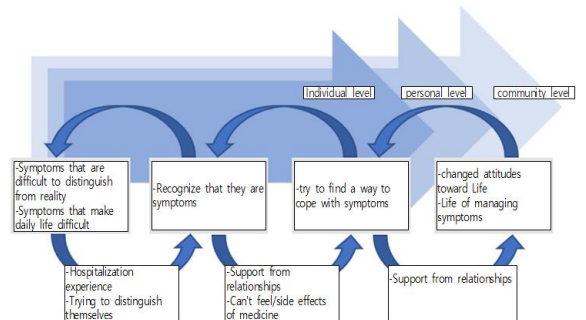 Individual level
personal level
community level
-Symptoms that are
difficult to distinguish
from reality
-Symptoms that make
daily life difficult
-Recognize that they are
symptoms
-try to find a way to
cope with symptoms
-changed attitudes
toward Life
-Life of managing
symptoms
-Hospitalization
experience
-Trying to distinguish
themselves
-Support from
relationships
-Can't feel/side effects
of medicine
-Support from relationships